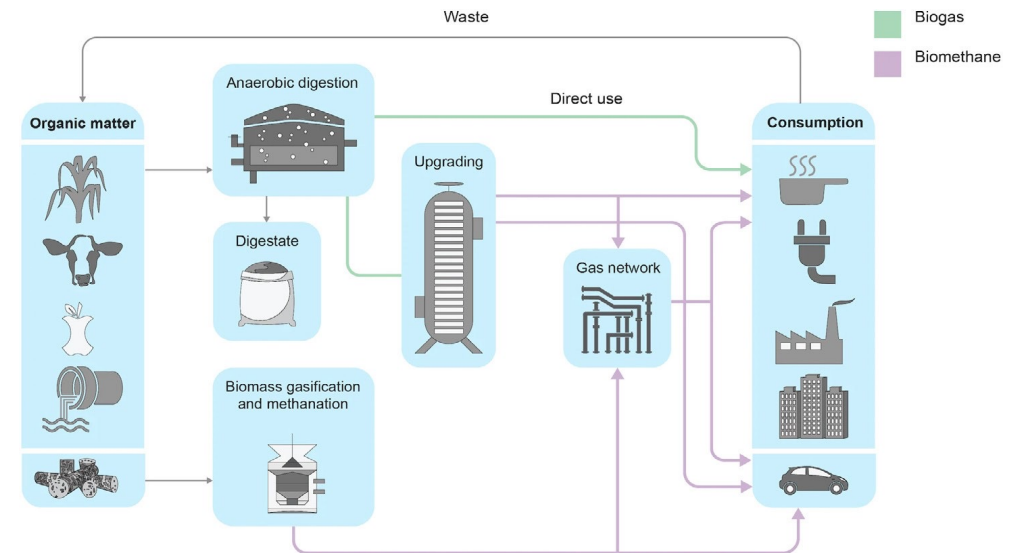 Waste
Biogas
Biomethane
Anaerobic digestion
Direct use
Organic matter
Consumption
Upgrading
Digestate
Gas network
Biomass gasification
and methanation